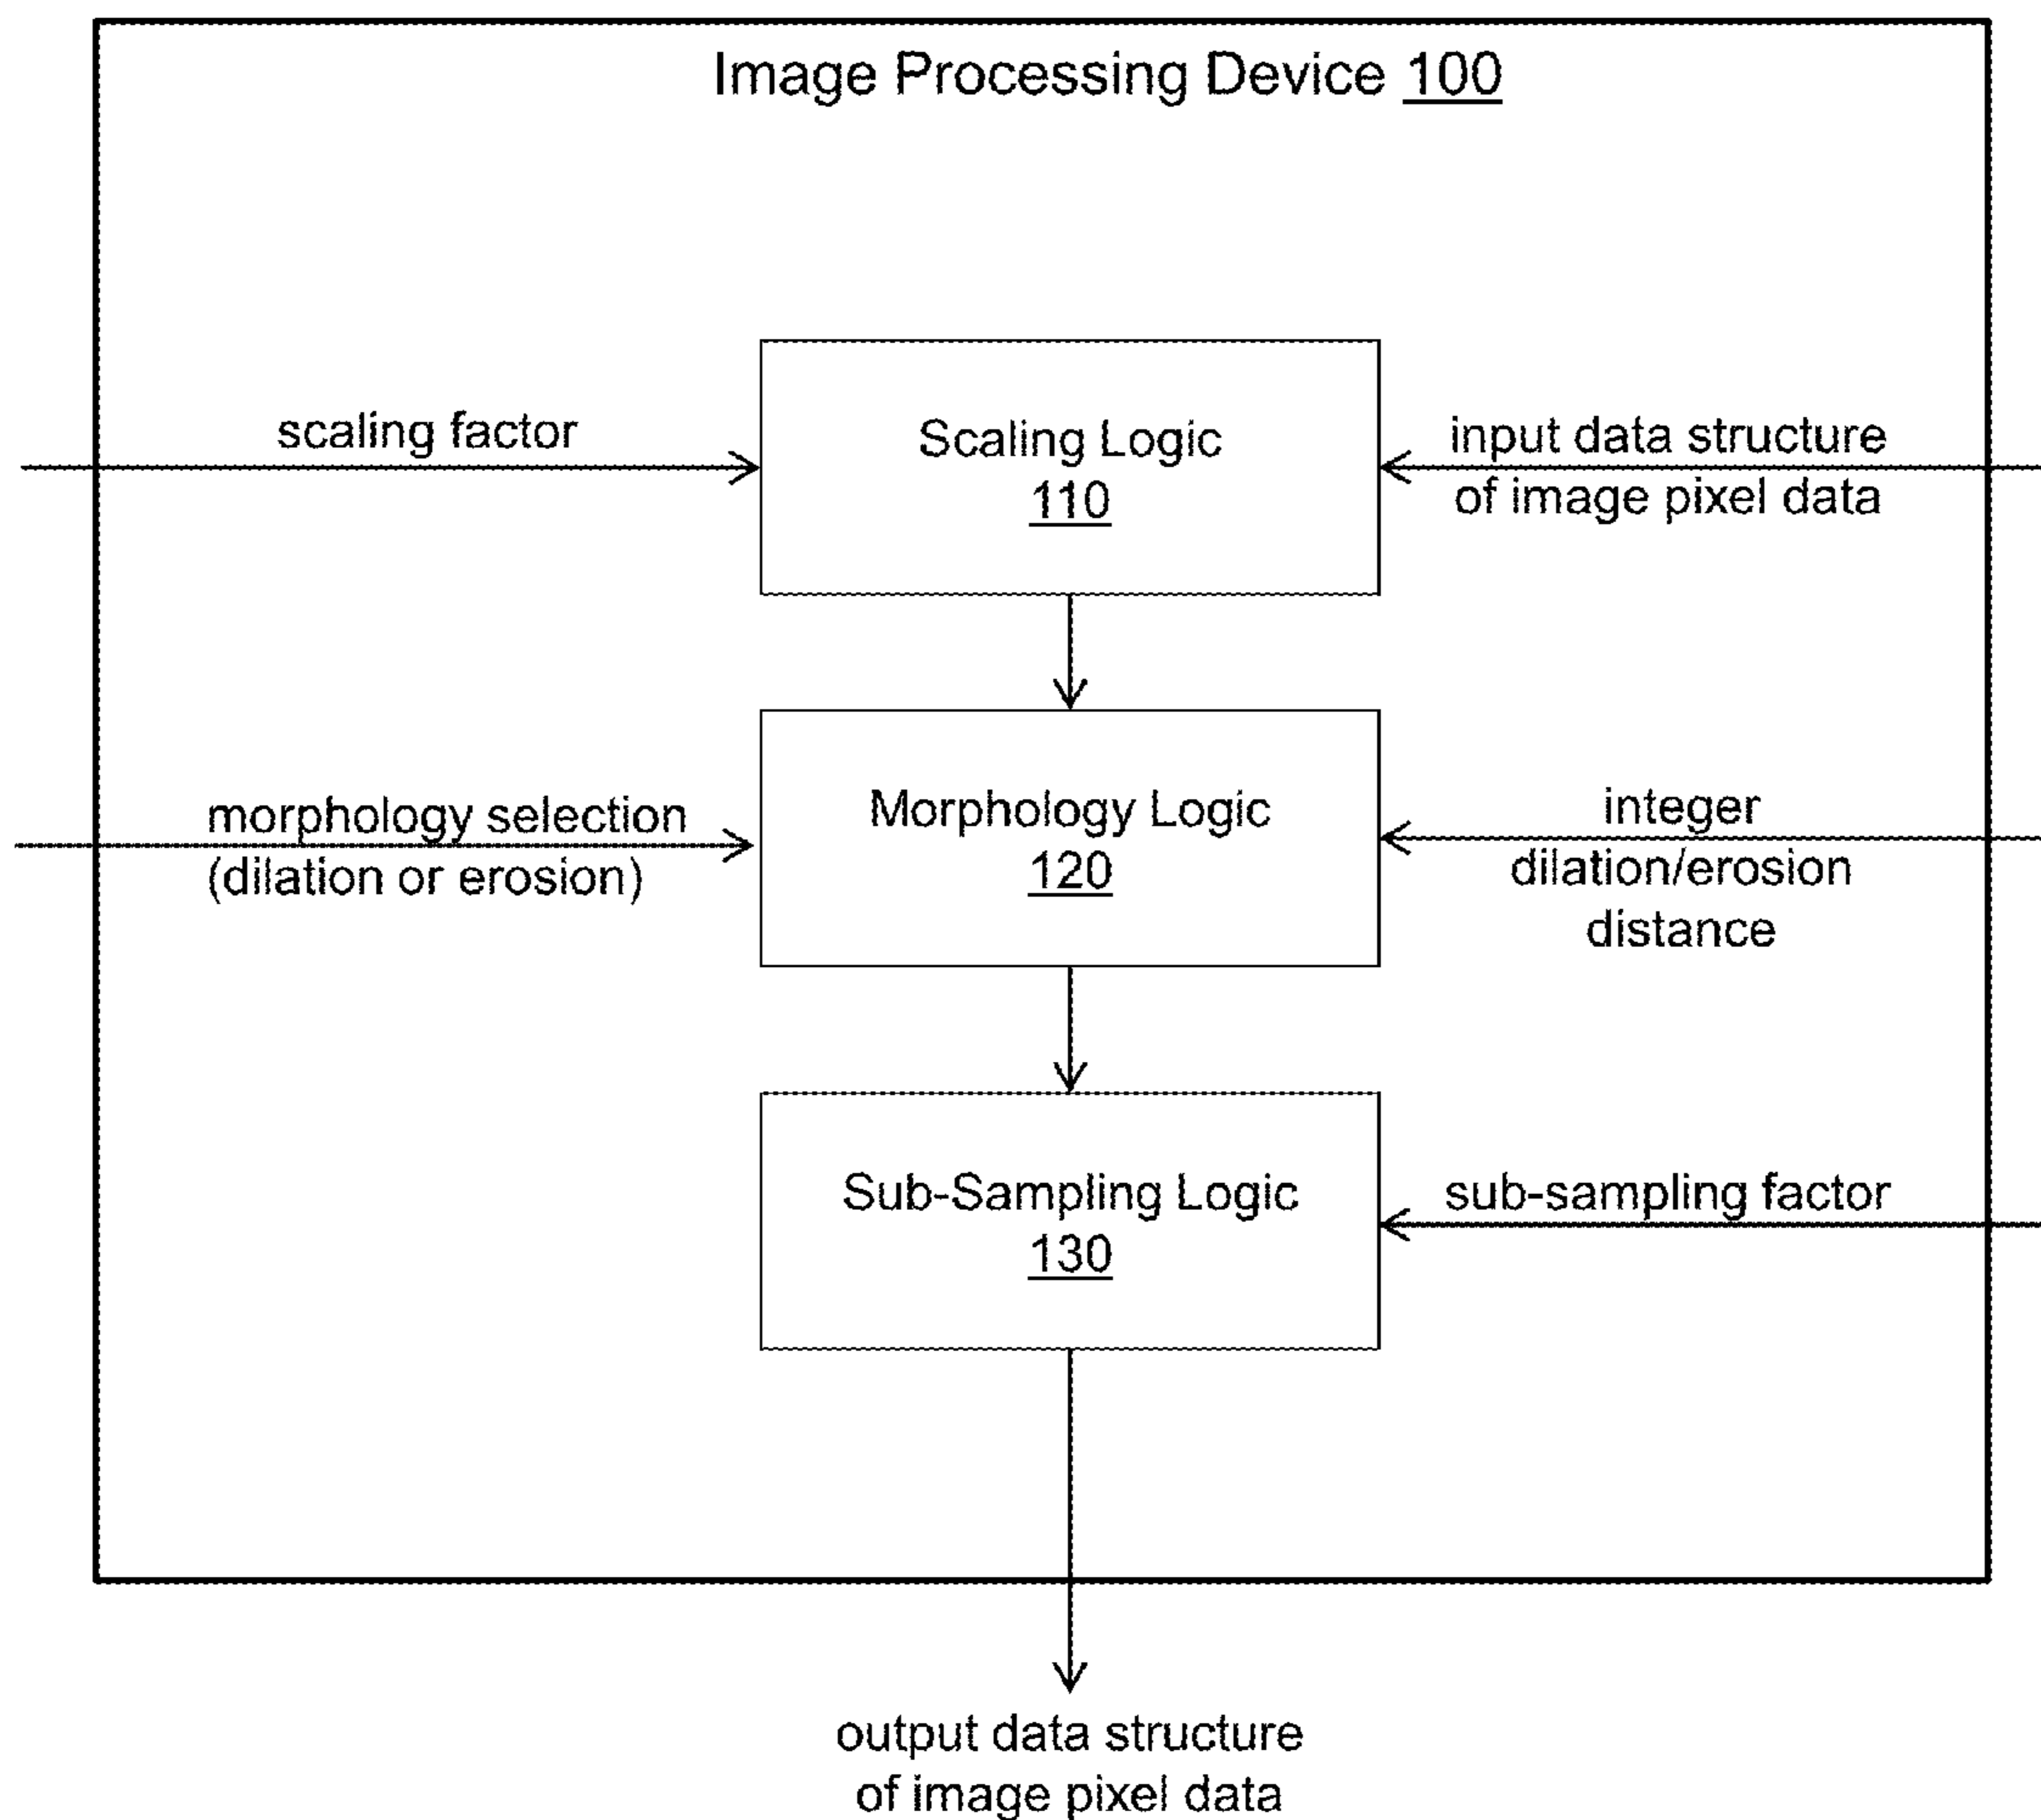 Image Processing Device 100
scaling factor
Scaling Logic
110
input data structure
of image pixel data
morphology selection
(dilation or erosion)
Morphology Logic
120
integer
dilation/erosion
distance
Sub-Sampling Logic
130
sub-sampling factor
output data structure
of image pixel data